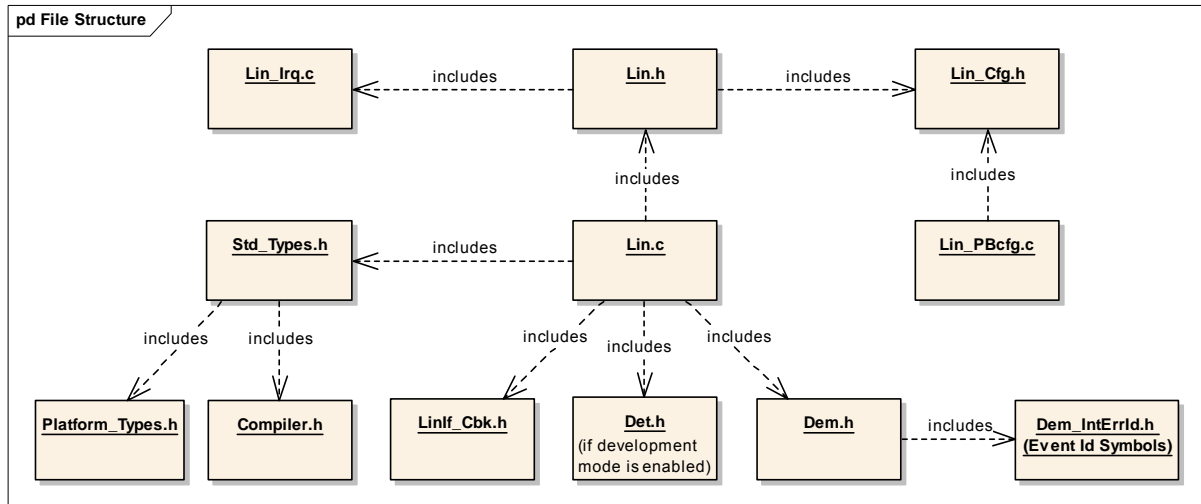 pd File Structure
Lin_Irq.c
includes
Lin.h
includes
Lin_Cfg.h
includes
includes
Std_Types.h
includes
Lin.c
Lin_PBcfg.c
includes
includes
includes
includes
includes
Platform_Types.h
Compiler.h
LinIf_Cbk.h
Det.h
(if development
mode is enabled)
Dem.h
includes
Dem_IntErrId.h
(Event Id Symbols)